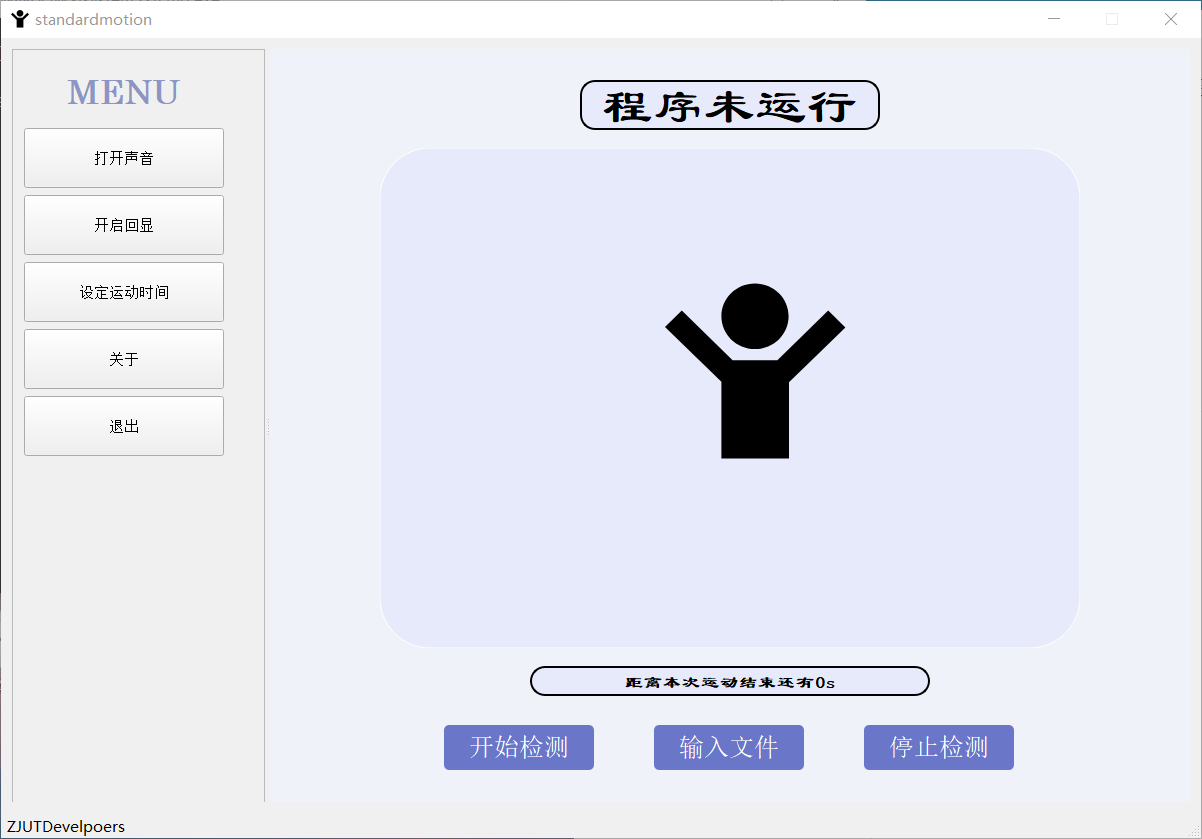 standardmotion
MENU
打开声音
开启回显
设定运动时间
关于
退出
程序未运行
距离本次运动结束还有0s
开始检测
输入文件
停止检测
ZJUTDevelpoers